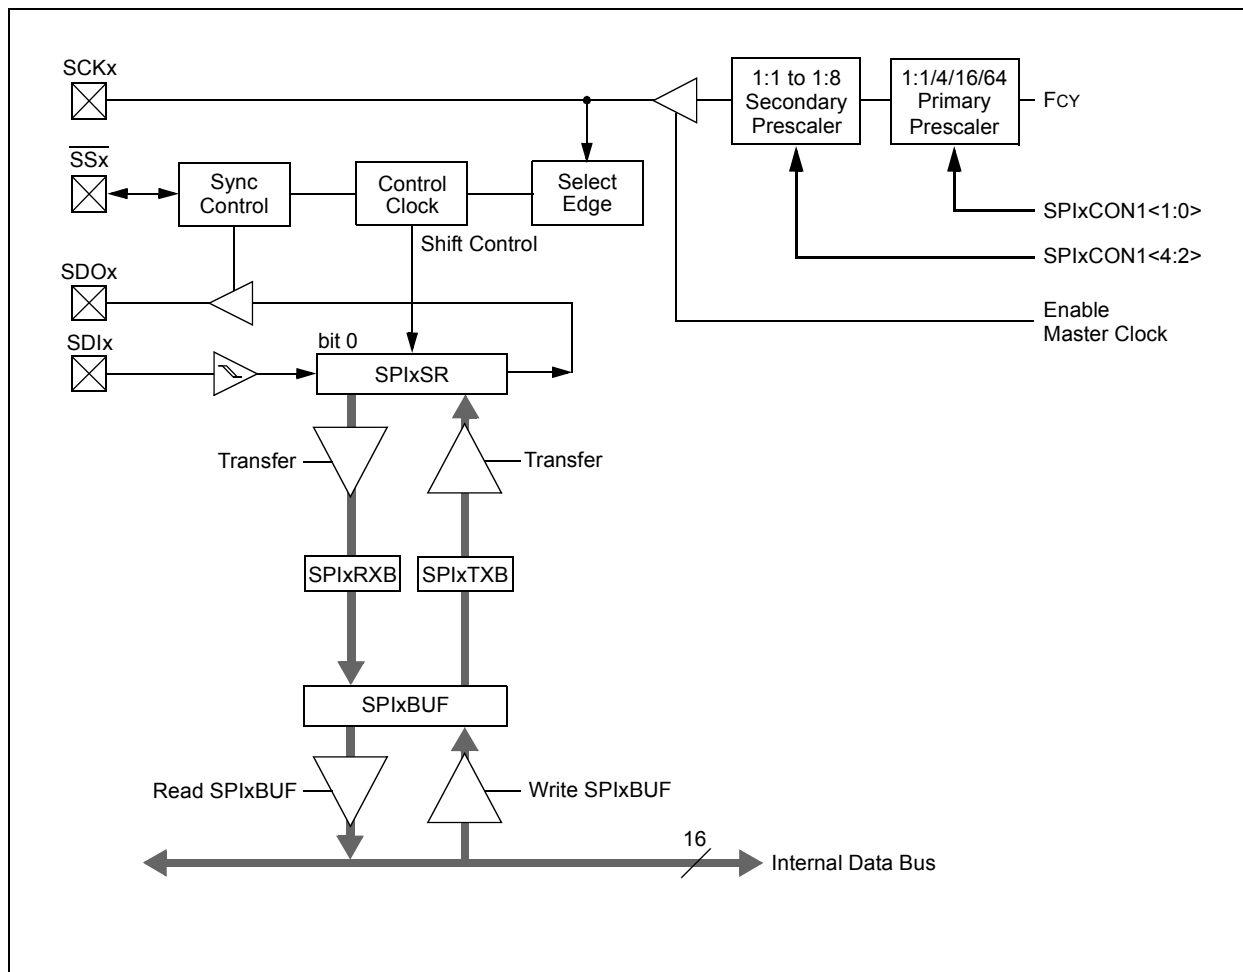 SCKx
1:1 to 1:8
Secondary
Prescaler
1:1/4/16/64
Primary
Prescaler
FCY
SSx
Sync
Control
Control
Clock
Select
Edge
SPIxCON1<1:0>
Shift Control
SPIxCON1<4:2>
SDOx
Enable
Master Clock
SDIx
bit 0
SPIxSR
Transfer
Transfer
SPIxRXB
SPIxTXB
SPIxBUF
Read SPIxBUF
Write SPIxBUF
16
Internal Data Bus